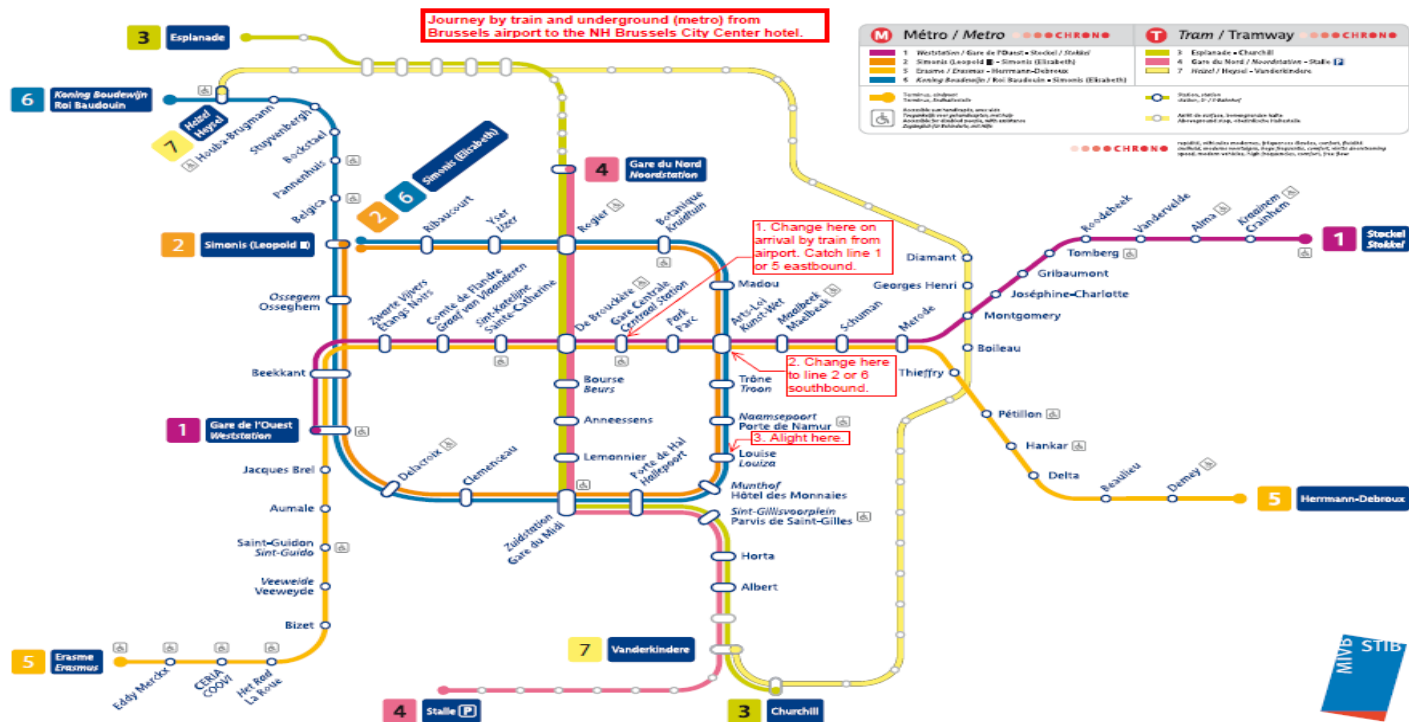 Journey by train and underground (metro) from
Brussels airport to the NH Brussels City Center hotel.
3 Esplanade
M Métro / Metro CHRONO
1 Weststation / Gare de l'Ouest - Stockel / Stokkel
2 Simonis (Leopold II) - Simonis (Elisabeth)
5 Erasme / Erasmus - Herrmann-Debroux
6 Koning Boudewijn / Roi Baudouin - Simonis (Elisabeth)
T Tram / Tramway CHRONO
3 Esplanade - Churchill
4 Gare du Nord / Noordstation - Stalle P
7 Heizel / Heysel - Vanderkindere
CHRONO
6 Koning Boudewijn
Roi Baudouin
7 Heizel
Heysel
Houba-Brugmann
Stuyvenbergh
Bockstael
Pannenhuis
Belgica
2 6 Simonis (Elisabeth)
4 Gare du Nord
Noordstation
2 Simonis (Leopold II)
Ribaucourt
Yser
IJzer
Rogier
Botanique
Kruidtuin
1. Change here on
arrival by train from
airport. Catch line 1
or 5 eastbound.
Madou
Roodebeek
Vandervelde
Alma
Kraainem
Crainhem
1 Stockel
Stokkel
Tomberg
Gribaumont
Joséphine-Charlotte
Montgomery
Diamant
Georges Henri
Boileau
Ossegem
Osseghem
Zwarte Vijvers
Etangs Noirs
Comte de Flandre
Graaf van Vlaanderen
Sint-Katelijne
Sainte-Catherine
De Brouckère
Gare Centrale
Centraal Station
Park
Parc
Arts-Loi
Kunst-Wet
Maalbeek
Maelbeek
Schuman
Merode
2. Change here
to line 2 or 6
southbound.
Beekkant
Bourse
Beurs
Trône
Troon
Thieffry
Anneessens
Naamsepoort
Porte de Namur
Pétillon
1 Gare de l'Ouest
Weststation
3. Alight here.
Hankar
Jacques Brel
Delacroix
Clemenceau
Lemonnier
Porte de Hal
Hallepoort
Louise
Louiza
Delta
Beaulieu
Demey
5 Herrmann-Debroux
Munthof
Hôtel des Monnaies
Aumale
Zuidstation
Gare du Midi
Sint-Gillisvoorplein
Parvis de Saint-Gilles
Saint-Guidon
Sint-Guido
Horta
Veeweide
Veeweyde
Albert
Bizet
7 Vanderkindere
5 Erasme
Erasmus
Eddy Merckx
CERIA
COOVI
Het Rad
La Roue
4 Stalle P
3 Churchill
MIVB STIB